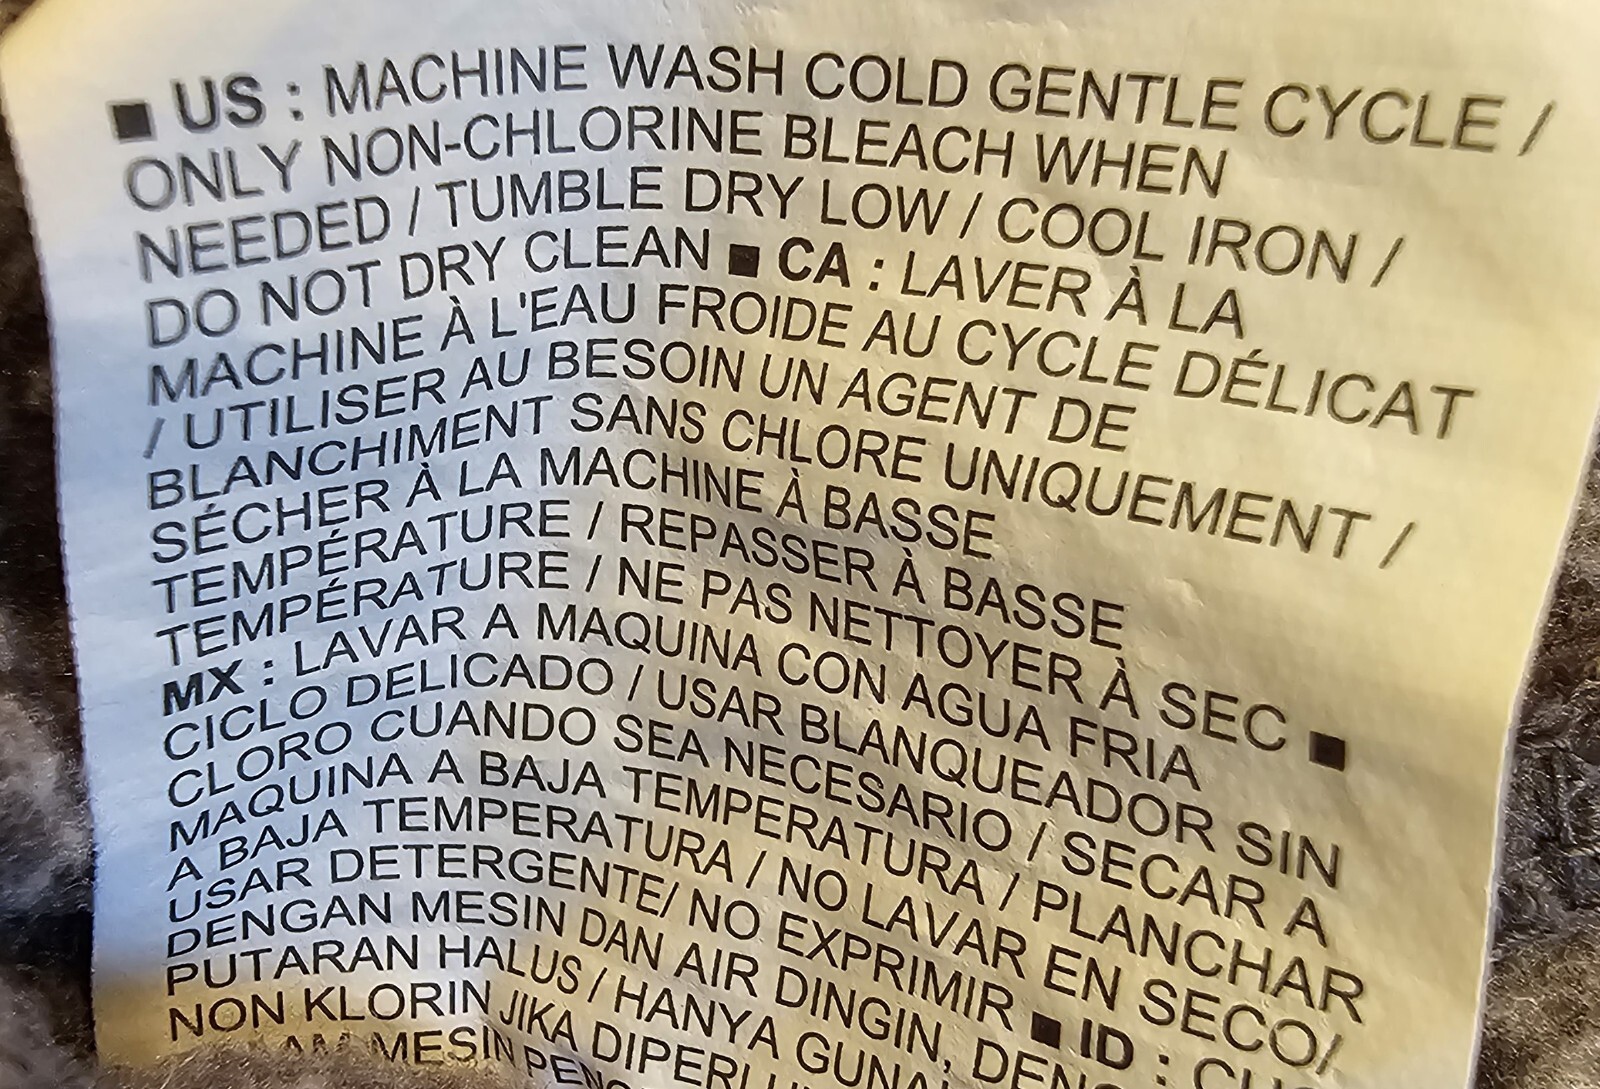 ■ US : MACHINE WASH COLD GENTLE CYCLE /
ONLY NON-CHLORINE BLEACH WHEN
NEEDED / TUMBLE DRY LOW / COOL IRON /
DO NOT DRY CLEAN ■ CA : LAVER À LA
MACHINE À L'EAU FROIDE AU CYCLE DÉLICAT
/ UTILISER AU BESOIN UN AGENT DE
BLANCHIMENT SANS CHLORE UNIQUEMENT /
SÉCHER À LA MACHINE À BASSE
TEMPÉRATURE / REPASSER À BASSE
TEMPÉRATURE / NE PAS NETTOYER À SEC ■
MX : LAVAR A MAQUINA CON AGUA FRIA
CICLO DELICADO / USAR BLANQUEADOR SIN
CLORO CUANDO SEA NECESARIO / SECAR A
MAQUINA A BAJA TEMPERATURA / PLANCHAR
A BAJA TEMPERATURA / NO LAVAR EN SECO/
USAR DETERGENTE/ NO EXPRIMIR ■ ID :
DENGAN MESIN DAN AIR DINGIN,
PUTARAN HALUS / HANYA
NON KLORIN JIKA
MESIN